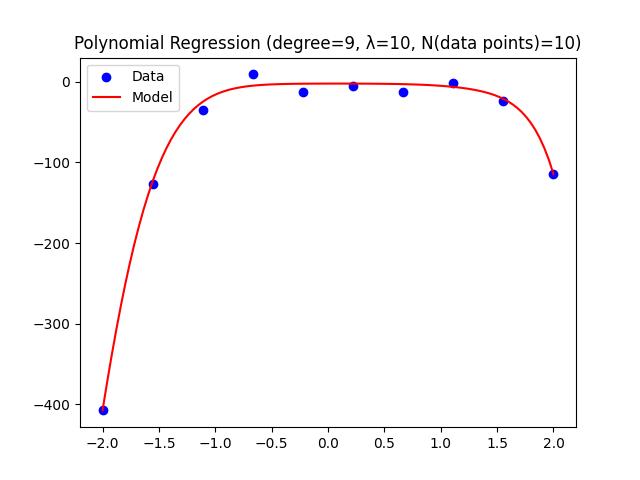 Polynomial Regression (degree=9, λ=10, N(data points)=10)
Data
Model
0
−100
−200
−300
−400
−2.0 −1.5 −1.0 −0.5 0.0 0.5 1.0 1.5 2.0